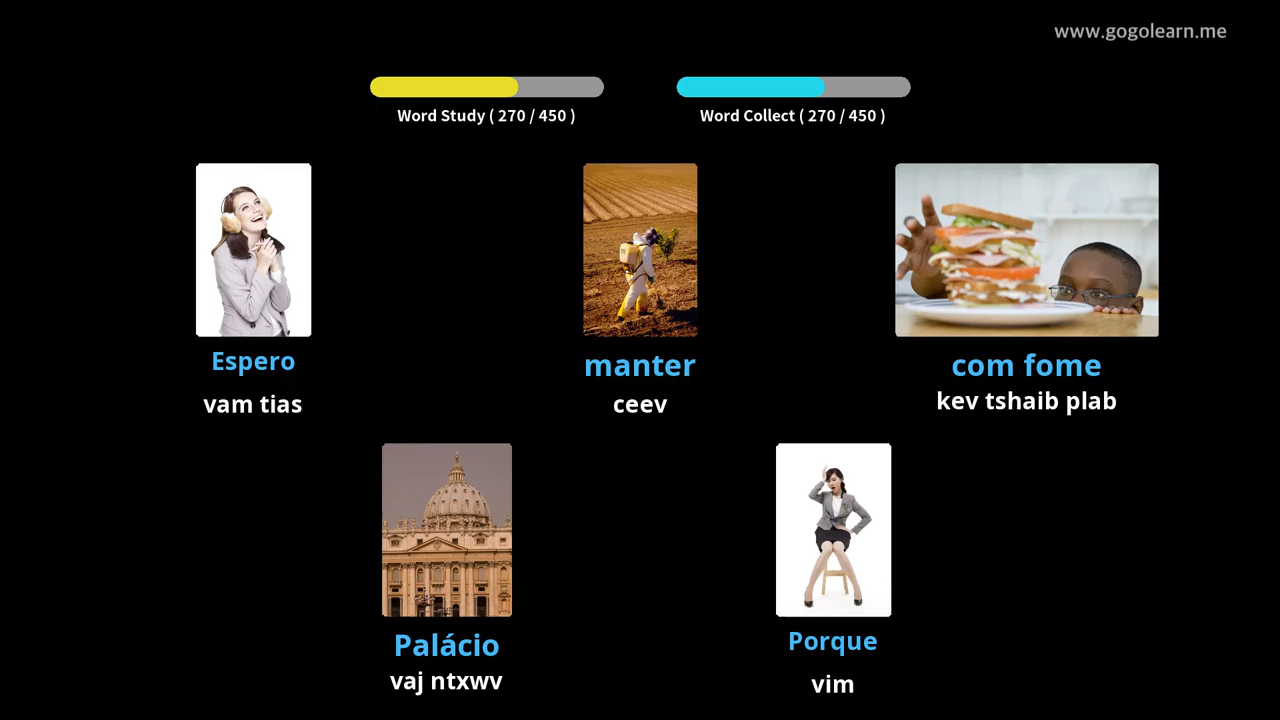 www.gogolearn.me
Word Study ( 270 / 450 )
Word Collect ( 270 / 450 )
Espero
vam tias
manter
ceev
com fome
kev tshaib plab
Palácio
vaj ntxwv
Porque
vim